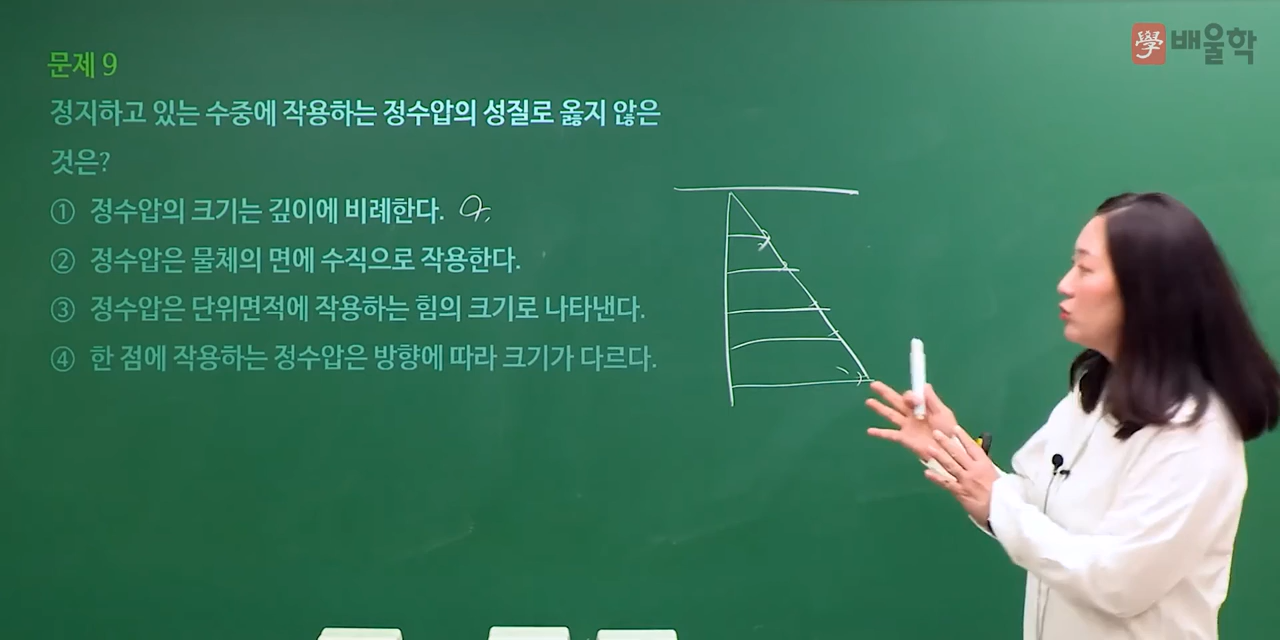 學 배울학
문제 9
정지하고 있는 수중에 작용하는 정수압의 성질로 옳지 않은
것은?
① 정수압의 크기는 깊이에 비례한다.
② 정수압은 물체의 면에 수직으로 작용한다.
③ 정수압은 단위면적에 작용하는 힘의 크기로 나타낸다.
④ 한 점에 작용하는 정수압은 방향에 따라 크기가 다르다.